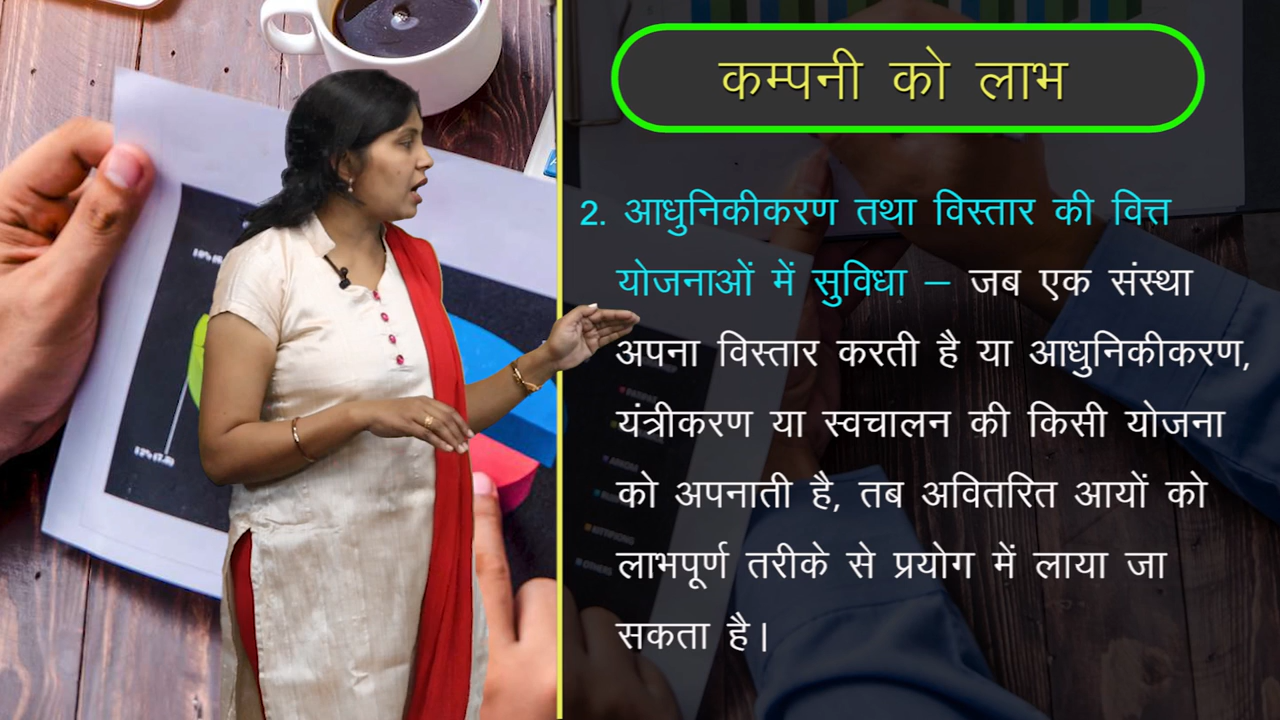 कम्पनी को लाभ
2. आधुनिकीकरण तथा विस्तार की वित्त
योजनाओं में सुविधा – जब एक संस्था
अपना विस्तार करती है या आधुनिकीकरण,
यंत्रीकरण या स्वचालन की किसी योजना
को अपनाती है, तब अवितरित आयों को
लाभपूर्ण तरीके से प्रयोग में लाया जा
सकता है।